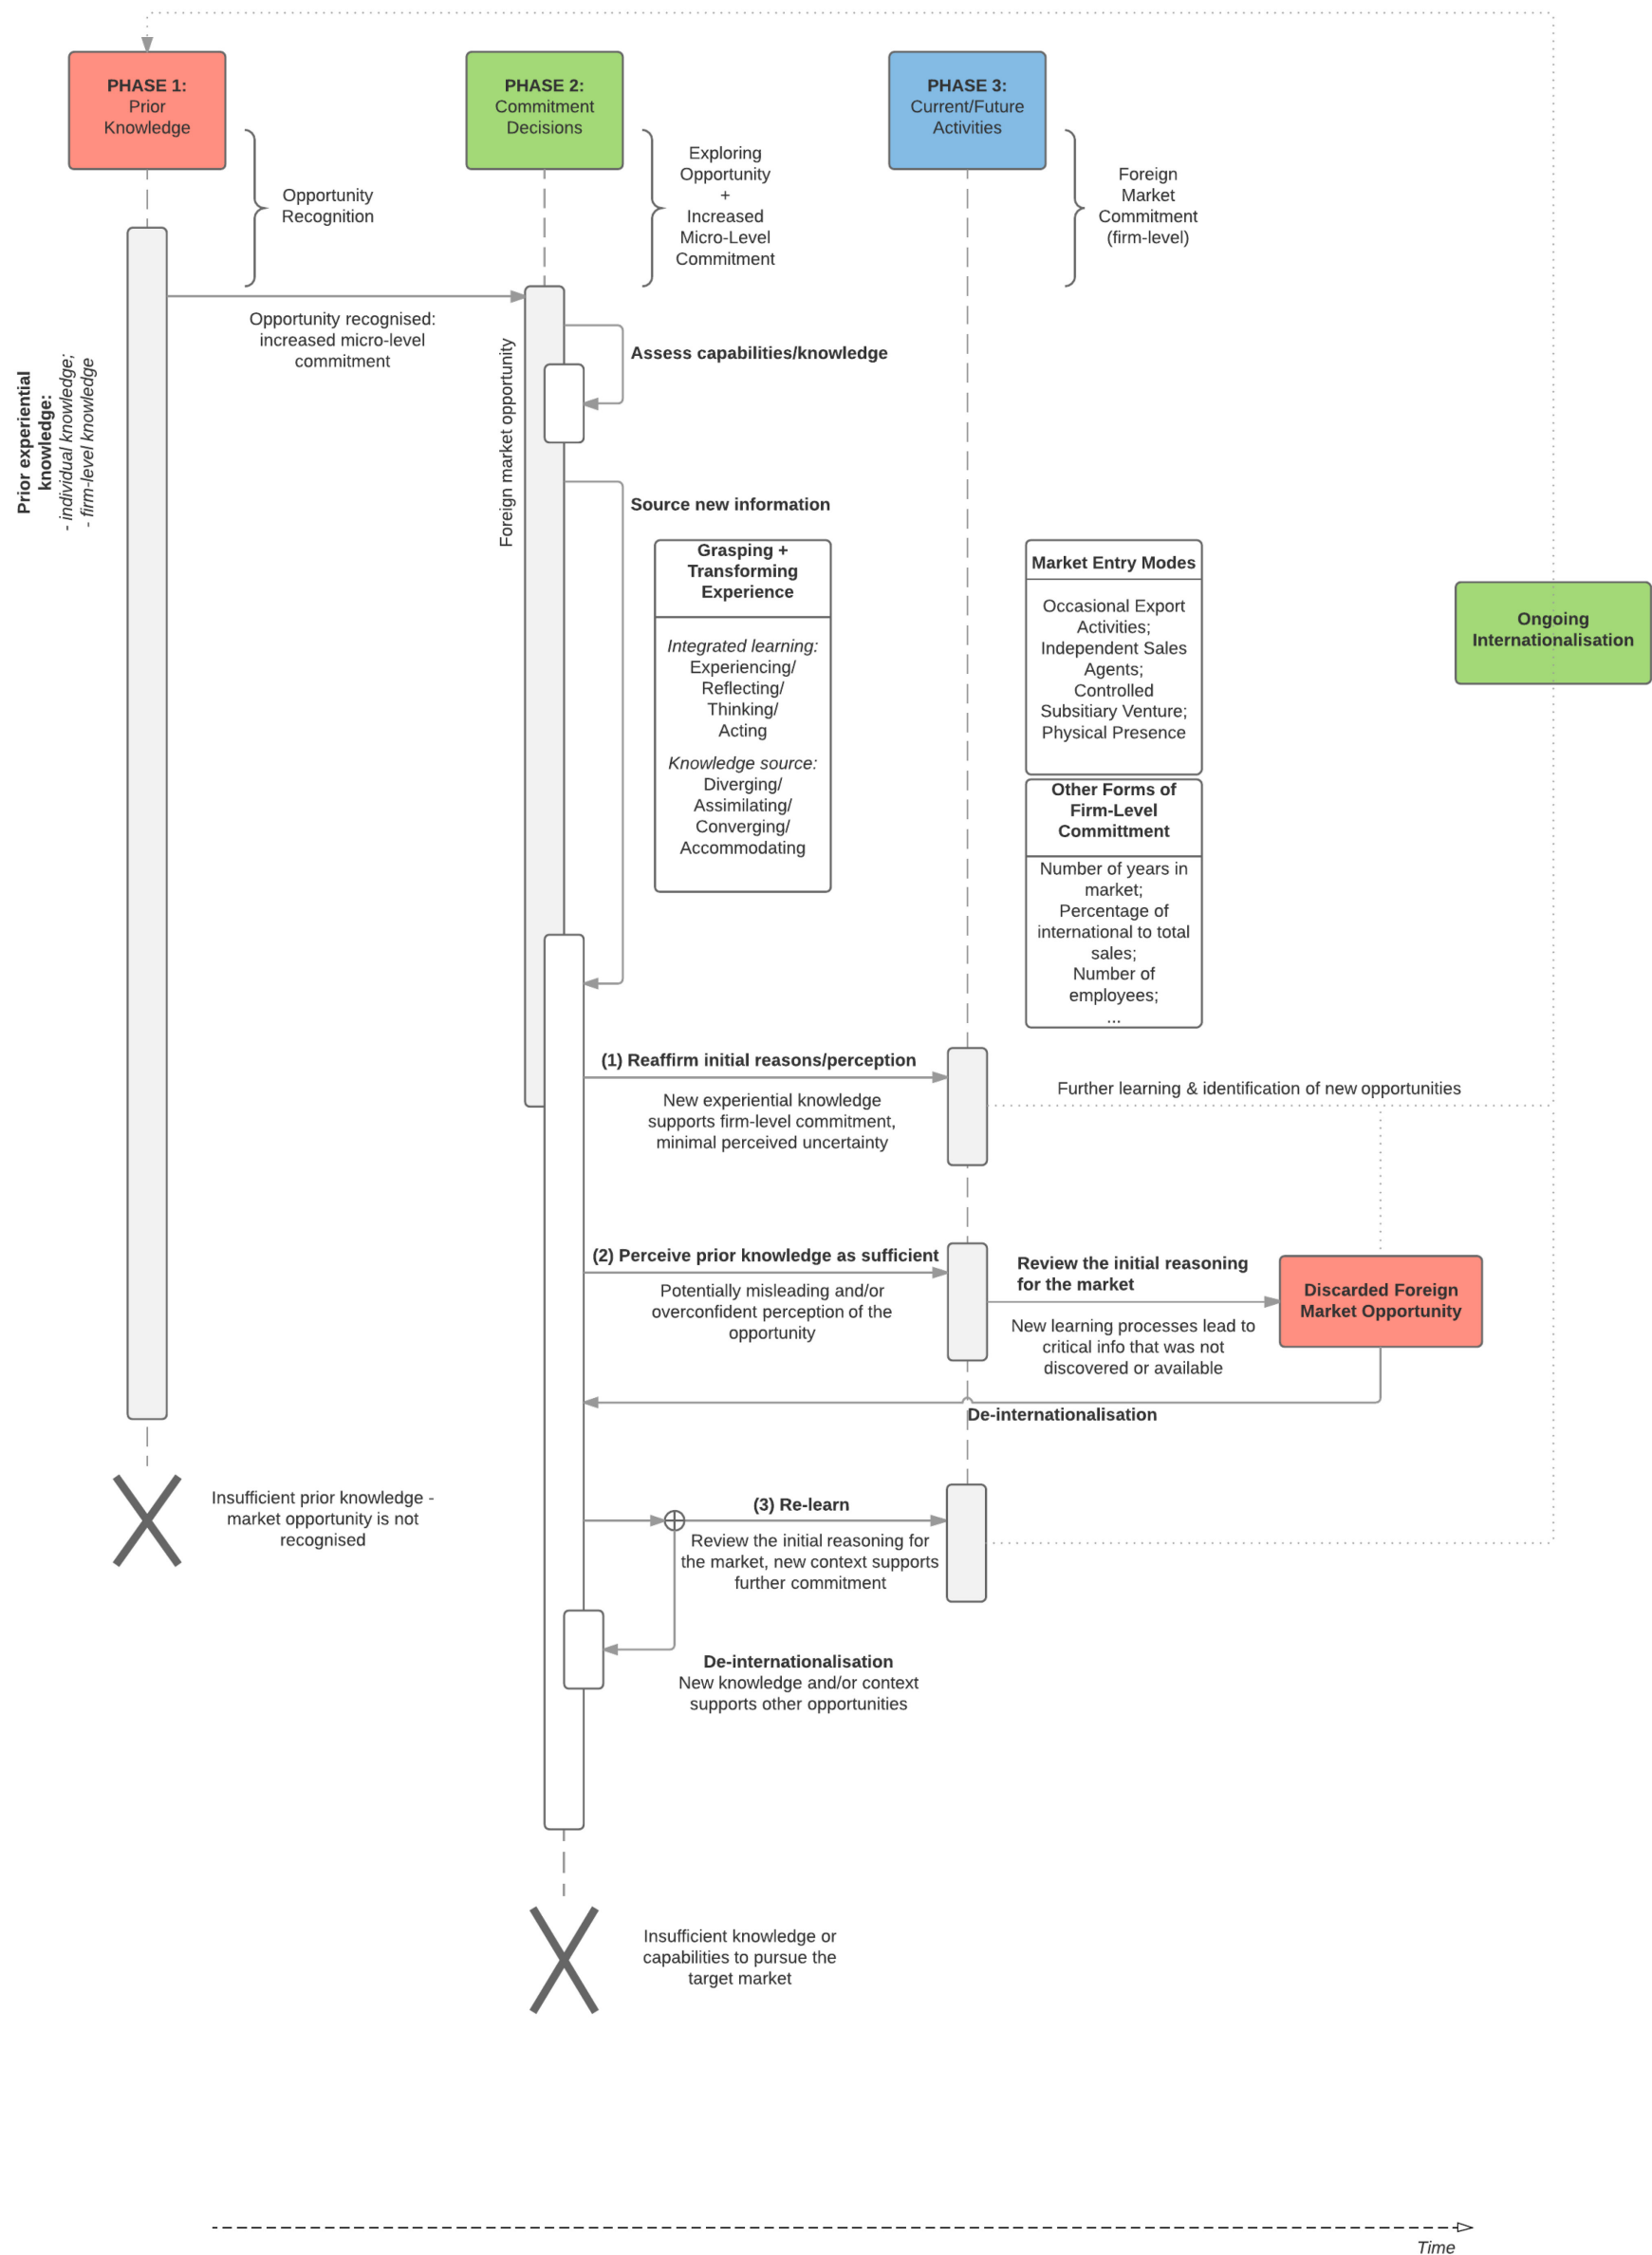 PHASE 1:
Prior
Knowledge
PHASE 2:
Commitment
Decisions
PHASE 3:
Current/Future
Activities
Opportunity
Recognition
Exploring
Opportunity
+
Increased
Micro-Level
Commitment
Foreign
Market
Commitment
(firm-level)
Opportunity recognised:
increased micro-level
commitment
Prior experiential
knowledge:
- individual knowledge;
- firm-level knowledge
Foreign market opportunity
Assess capabilities/knowledge
Source new information
Grasping +
Transforming
Experience
Integrated learning:
Experiencing/
Reflecting/
Thinking/
Acting
Knowledge source:
Diverging/
Assimilating/
Converging/
Accommodating
Market Entry Modes
Occasional Export
Activities;
Independent Sales
Agents;
Controlled
Subsitiary Venture;
Physical Presence
Other Forms of
Firm-Level
Committment
Number of years in
market;
Percentage of
international to total
sales;
Number of
employees;
...
Ongoing
Internationalisation
(1) Reaffirm initial reasons/perception
New experiential knowledge
supports firm-level commitment,
minimal perceived uncertainty
Further learning & identification of new opportunities
(2) Perceive prior knowledge as sufficient
Potentially misleading and/or
overconfident perception of the
opportunity
Review the initial reasoning
for the market
New learning processes lead to
critical info that was not
discovered or available
Discarded Foreign
Market Opportunity
De-internationalisation
Insufficient prior knowledge -
market opportunity is not
recognised
(3) Re-learn
Review the initial reasoning for
the market, new context supports
further commitment
De-internationalisation
New knowledge and/or context
supports other opportunities
Insufficient knowledge or
capabilities to pursue the
target market
Time